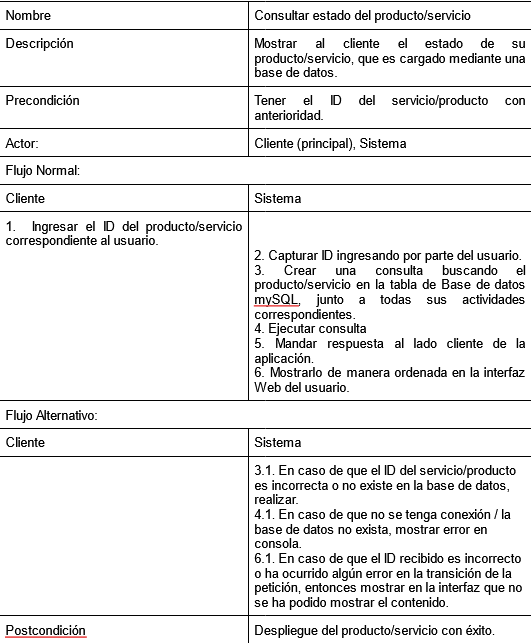 Nombre
Consultar estado del producto/servicio
Descripción
Mostrar al cliente el estado de su
producto/servicio, que es cargado mediante una
base de datos.
Precondición
Tener el ID del servicio/producto con
anterioridad.
Actor:
Cliente (principal), Sistema
Flujo Normal:
Cliente
Sistema
1. Ingresar el ID del producto/servicio
correspondiente al usuario.
2. Capturar ID ingresando por parte del usuario.
3. Crear una consulta buscando el
producto/servicio en la tabla de Base de datos
mySQL, junto a todas sus actividades
correspondientes.
4. Ejecutar consulta
5. Mandar respuesta al lado cliente de la
aplicación.
6. Mostrarlo de manera ordenada en la interfaz
Web del usuario.
Flujo Alternativo:
Cliente
Sistema
3.1. En caso de que el ID del servicio/producto
es incorrecta o no existe en la base de datos,
realizar.
4.1. En caso de que no se tenga conexión / la
base de datos no exista, mostrar error en
consola.
6.1. En caso de que el ID recibido es incorrecto
o ha ocurrido algún error en la transición de la
petición, entonces mostrar en la interfaz que no
se ha podido mostrar el contenido.
Postcondición
Despliegue del producto/servicio con éxito.